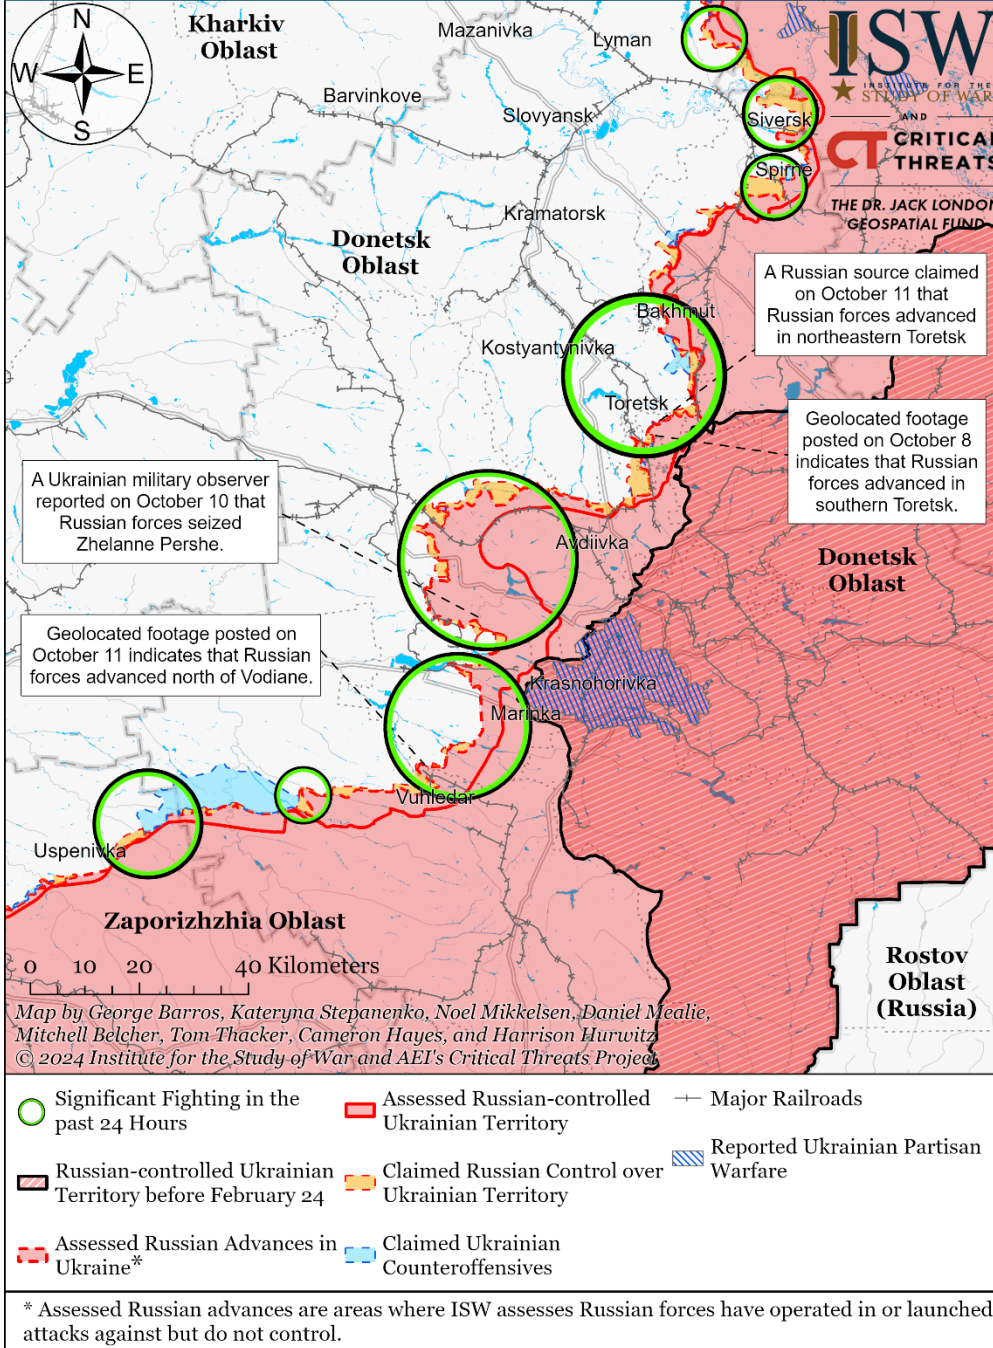 N
W
E
S
Kharkiv
Oblast
Mazanivka
Lyman
Barvinkove
Slovyansk
Siversk
Spirne
Kramatorsk
Donetsk
Oblast
Bakhmut
Kostyantynivka
Toretsk
ISW
INSTITUTE FOR THE
STUDY OF WAR
AND
CT CRITICAL
THREATS
THE DR. JACK LONDON
GEOSPATIAL FUND
A Russian source claimed
on October 11 that
Russian forces advanced
in northeastern Toretsk
Geolocated footage
posted on October 8
indicates that Russian
forces advanced in
southern Toretsk.
A Ukrainian military observer
reported on October 10 that
Russian forces seized
Zhelanne Pershe.
Avdiivka
Donetsk
Oblast
Geolocated footage posted on
October 11 indicates that Russian
forces advanced north of Vodiane.
Krasnohorivka
Marinka
Vuhledar
Uspenivka
Zaporizhzhia Oblast
Rostov
Oblast
(Russia)
0 10 20 40 Kilometers
Map by George Barros, Kateryna Stepanenko, Noel Mikkelsen, Daniel Mealie,
Mitchell Belcher, Tom Thacker, Cameron Hayes, and Harrison Hurwitz
© 2024 Institute for the Study of War and AEI's Critical Threats Project
Significant Fighting in the
past 24 Hours
Assessed Russian-controlled
Ukrainian Territory
Major Railroads
Russian-controlled Ukrainian
Territory before February 24
Claimed Russian Control over
Ukrainian Territory
Reported Ukrainian Partisan
Warfare
Assessed Russian Advances in
Ukraine*
Claimed Ukrainian
Counteroffensives
* Assessed Russian advances are areas where ISW assesses Russian forces have operated in or launched
attacks against but do not control.